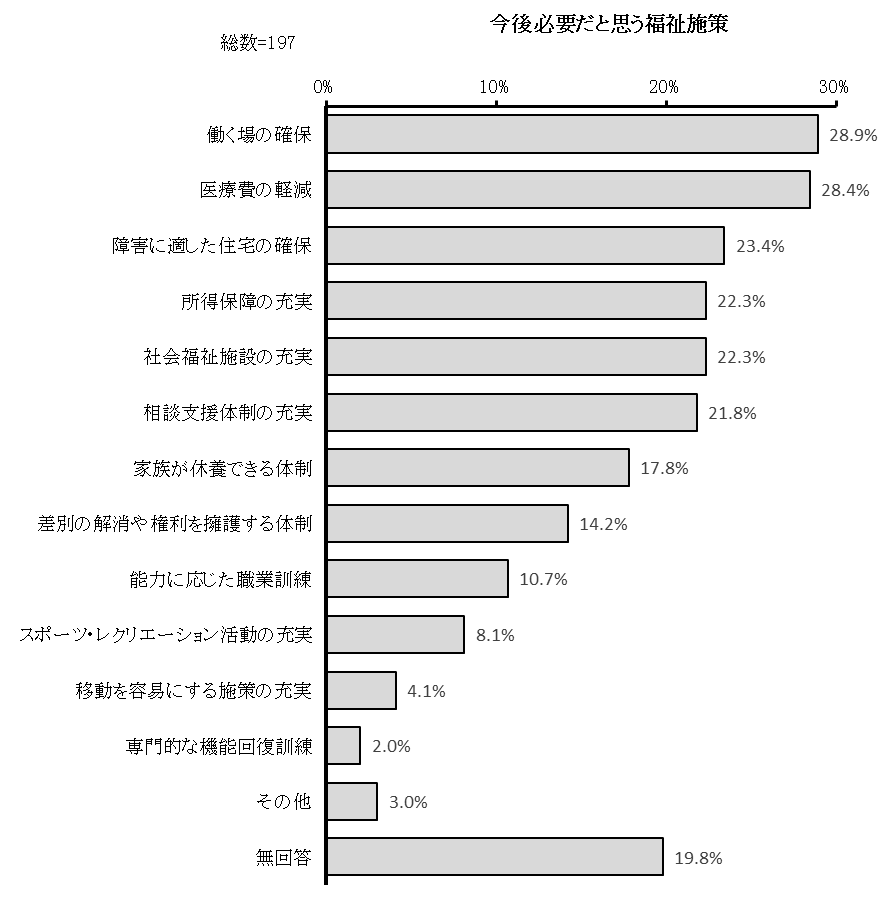 今後必要だと思う福祉施策
総数=197
0%
10%
20%
30%
働く場の確保
28.9%
医療費の軽減
28.4%
障害に適した住宅の確保
23.4%
所得保障の充実
22.3%
社会福祉施設の充実
22.3%
相談支援体制の充実
21.8%
家族が休養できる体制
17.8%
差別の解消や権利を擁護する体制
14.2%
能力に応じた職業訓練
10.7%
スポーツ・レクリエーション活動の充実
8.1%
移動を容易にする施策の充実
4.1%
専門的な機能回復訓練
2.0%
その他
3.0%
無回答
19.8%